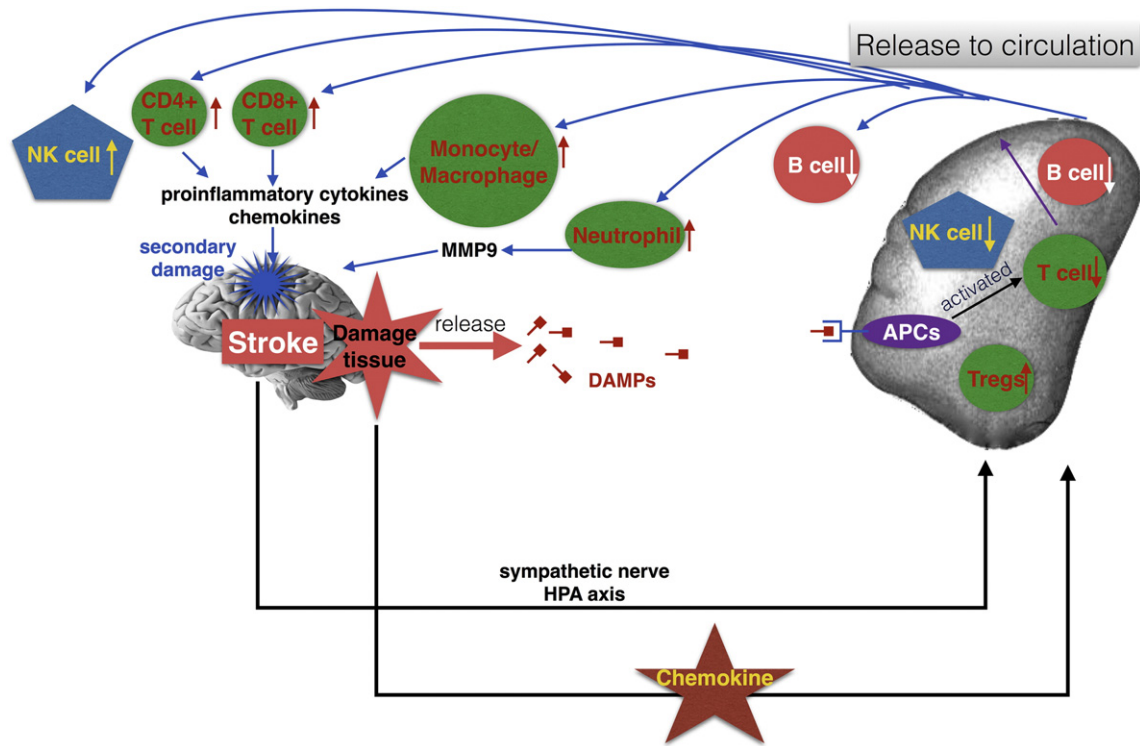 Release to circulation
CD4+
T cell
CD8+
T cell
NK cell
Monocyte/
Macrophage
B cell
B cell
proinflammatory cytokines
chemokines
Neutrophil
NK cell
MMP9
secondary
damage
T cell
activated
Stroke
Damage
tissue
release
APCs
DAMPs
Tregs
sympathetic nerve
HPA axis
Chemokine